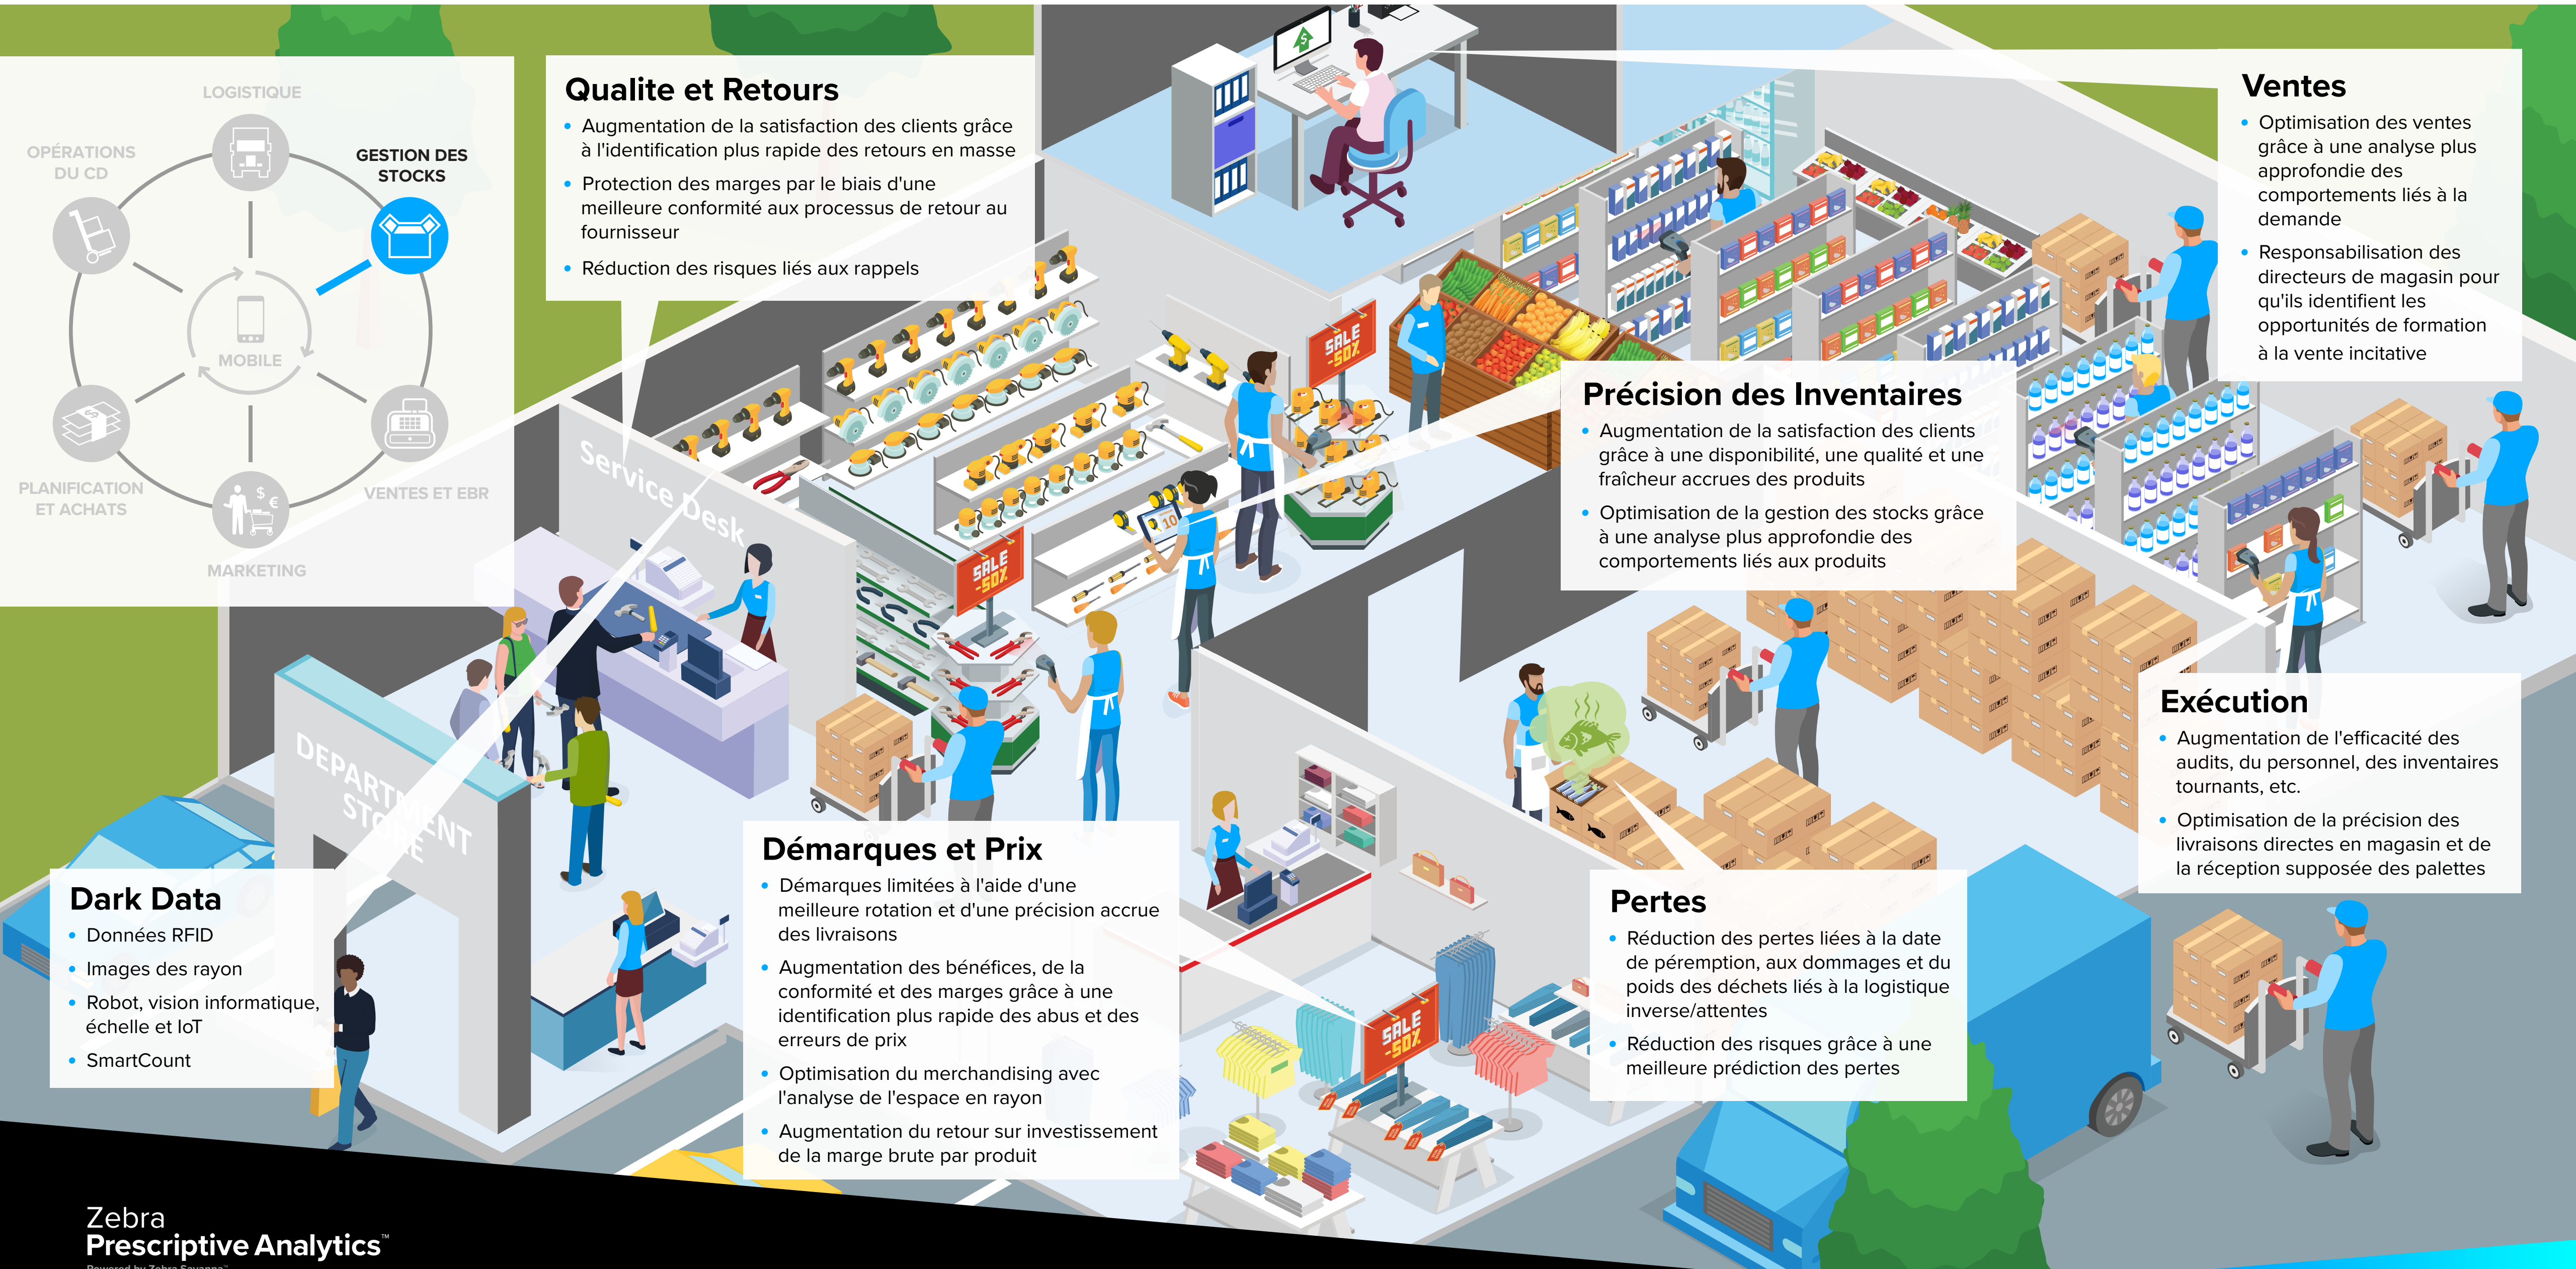 LOGISTIQUE
OPÉRATIONS
DU CD
GESTION DES
STOCKS
MOBILE
PLANIFICATION
ET ACHATS
VENTES ET EBR
MARKETING
Qualite et Retours
Augmentation de la satisfaction des clients grâce
à l'identification plus rapide des retours en masse
Protection des marges par le biais d'une
meilleure conformité aux processus de retour au
fournisseur
Réduction des risques liés aux rappels
Ventes
Optimisation des ventes
grâce à une analyse plus
approfondie des
comportements liés à la
demande
Responsabilisation des
directeurs de magasin pour
qu'ils identifient les
opportunités de formation
à la vente incitative
Précision des Inventaires
Augmentation de la satisfaction des clients
grâce à une disponibilité, une qualité et une
fraîcheur accrues des produits
Optimisation de la gestion des stocks grâce
à une analyse plus approfondie des
comportements liés aux produits
SALE
-50%
Service Desk
10
SALE
-50%
DEPARTMENT
STORE
Exécution
Augmentation de l'efficacité des
audits, du personnel, des inventaires
tournants, etc.
Optimisation de la précision des
livraisons directes en magasin et de
la réception supposée des palettes
Dark Data
Données RFID
Images des rayon
Robot, vision informatique,
échelle et IoT
SmartCount
Démarques et Prix
Démarques limitées à l'aide d'une
meilleure rotation et d'une précision accrue
des livraisons
Augmentation des bénéfices, de la
conformité et des marges grâce à une
identification plus rapide des abus et des
erreurs de prix
Optimisation du merchandising avec
l'analyse de l'espace en rayon
Augmentation du retour sur investissement
de la marge brute par produit
SALE
-50%
Pertes
Réduction des pertes liées à la date
de péremption, aux dommages et du
poids des déchets liés à la logistique
inverse/attentes
Réduction des risques grâce à une
meilleure prédiction des pertes
Zebra
Prescriptive Analytics™
Powered by Zebra Savanna™